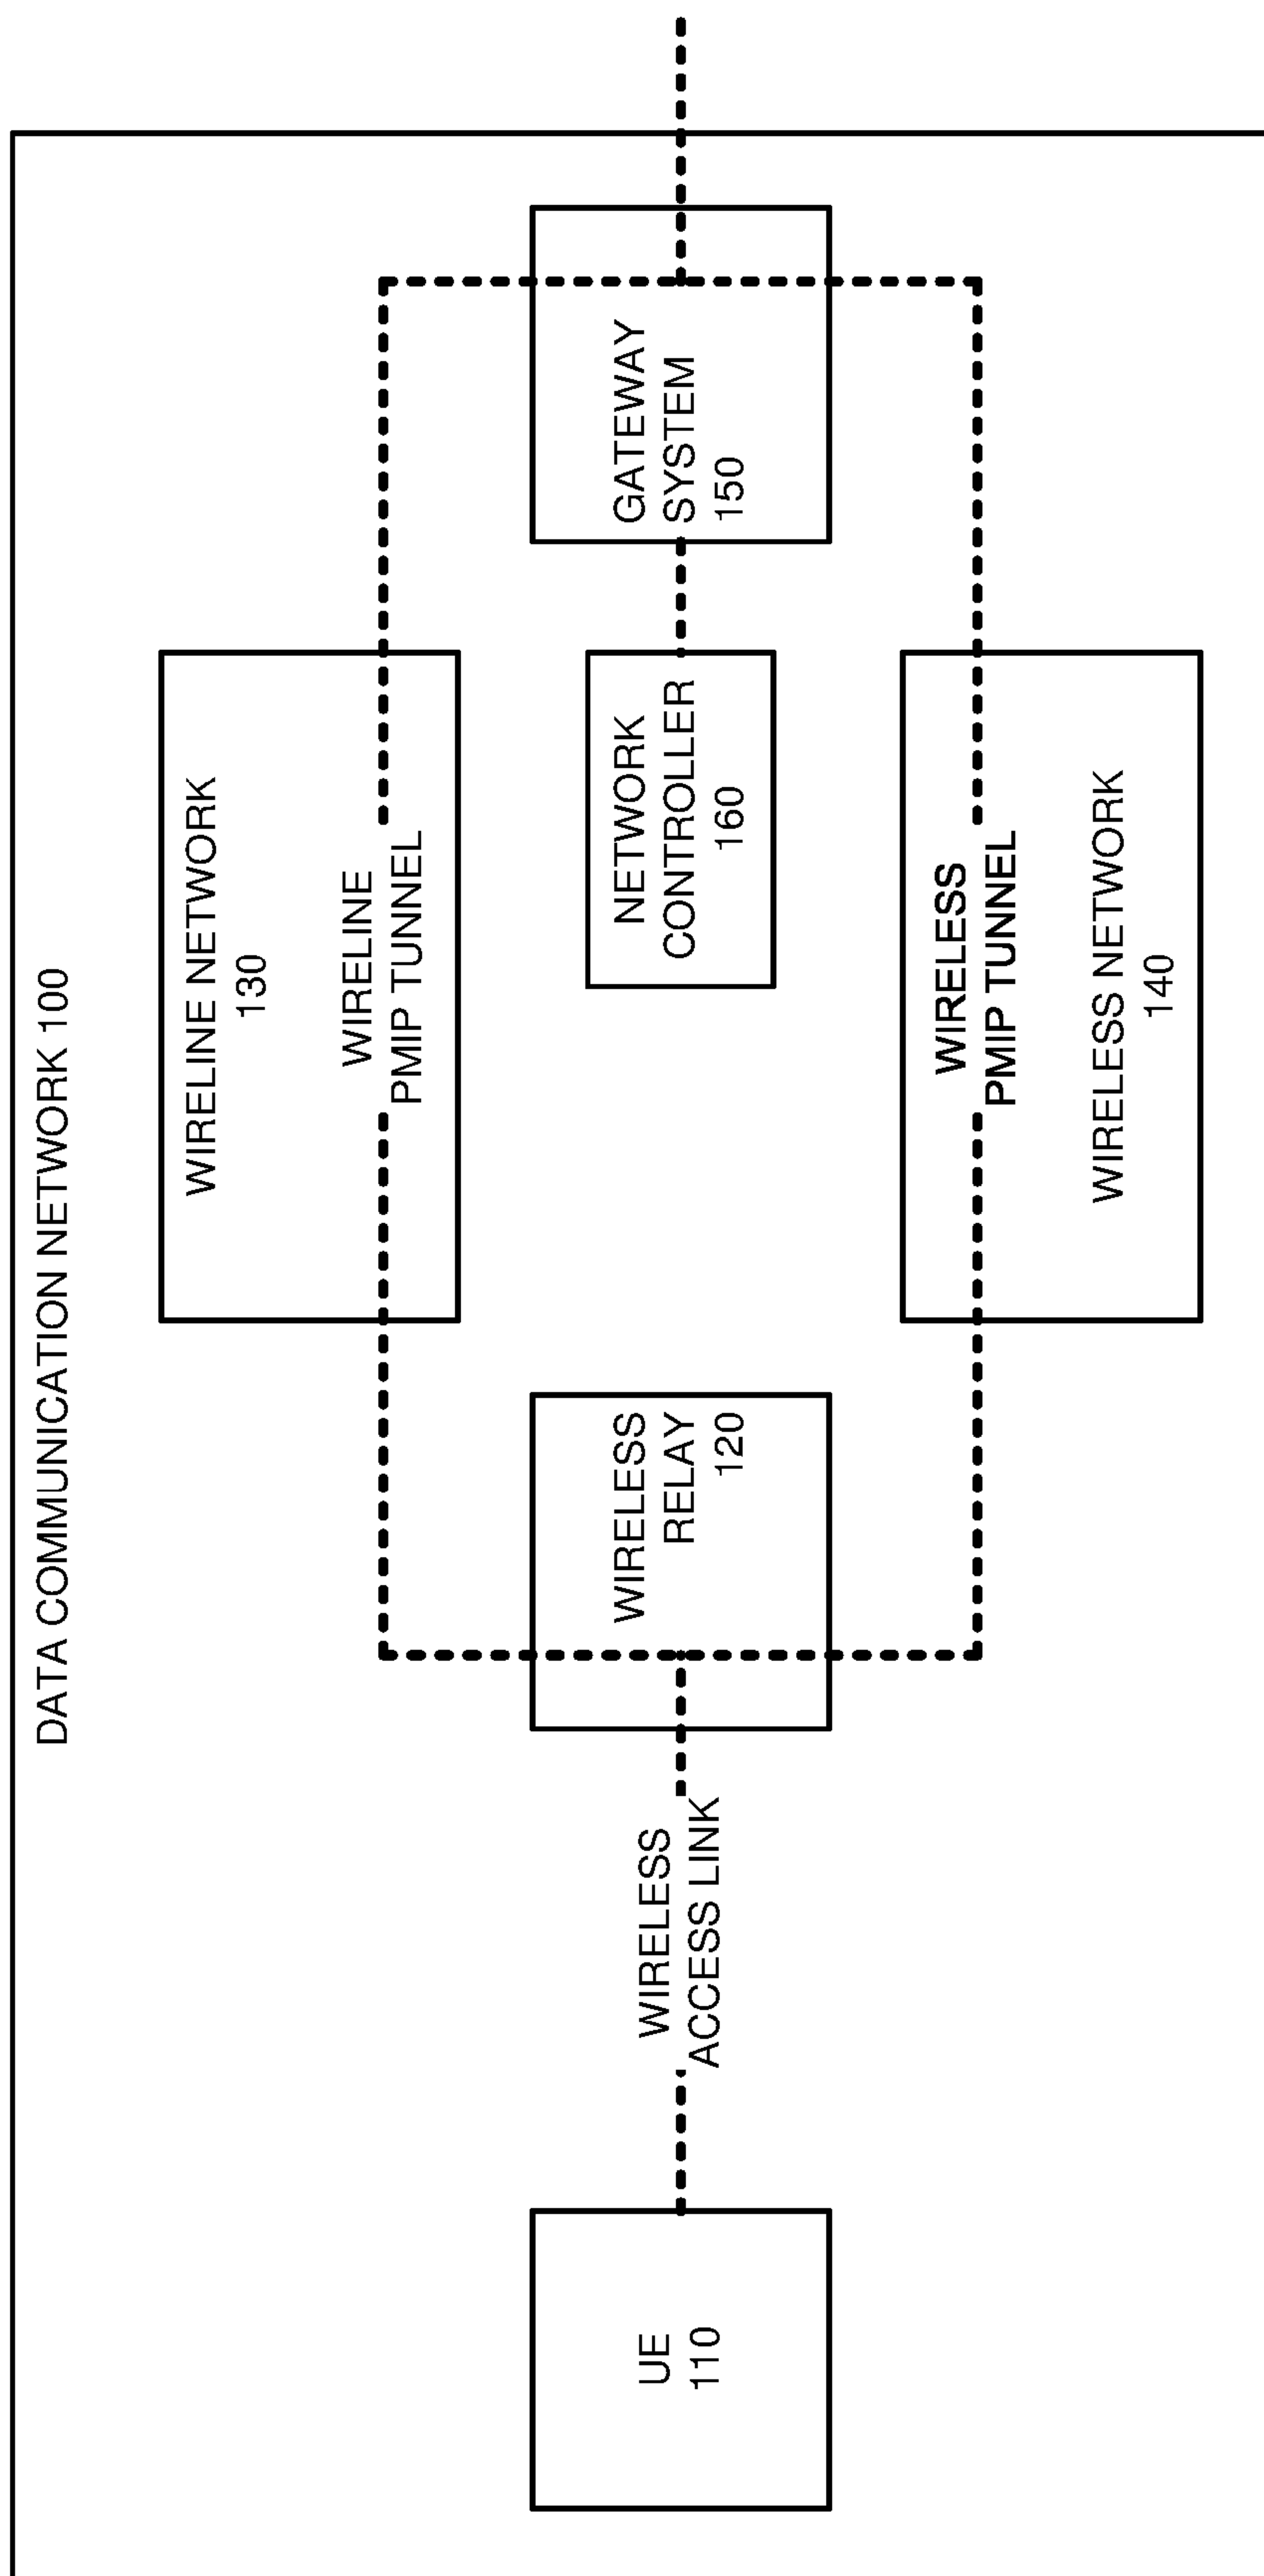 DATA COMMUNICATION NETWORK 100
WIRELINE NETWORK
130
WIRELINE
PMIP TUNNEL
UE
110
WIRELESS
ACCESS LINK
WIRELESS
RELAY
120
NETWORK
CONTROLLER
160
GATEWAY
SYSTEM
150
WIRELESS
PMIP TUNNEL
WIRELESS NETWORK
140